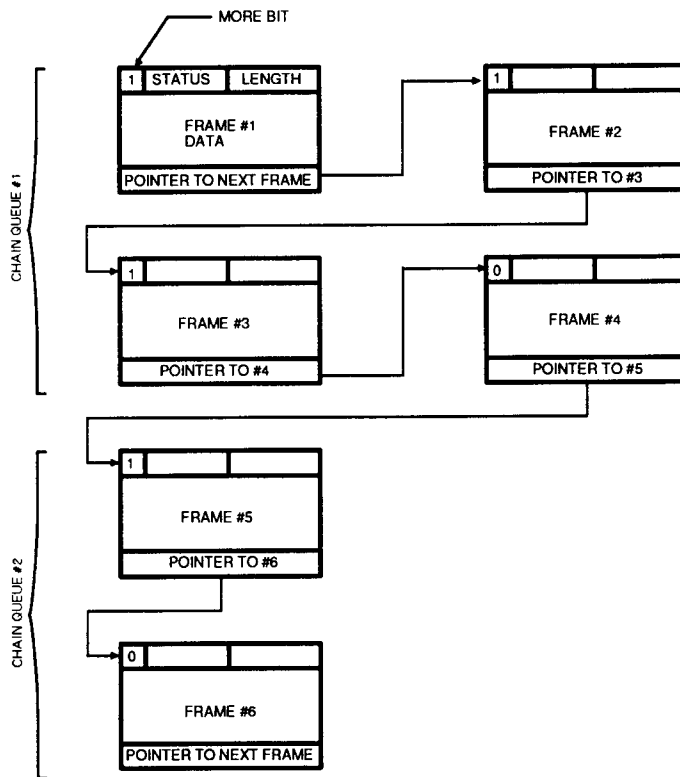 MORE BIT
1 STATUS LENGTH
FRAME #1
DATA
POINTER TO NEXT FRAME
1
FRAME #2
POINTER TO #3
CHAIN QUEUE #1
1
FRAME #3
POINTER TO #4
0
FRAME #4
POINTER TO #5
1
FRAME #5
POINTER TO #6
CHAIN QUEUE #2
0
FRAME #6
POINTER TO NEXT FRAME